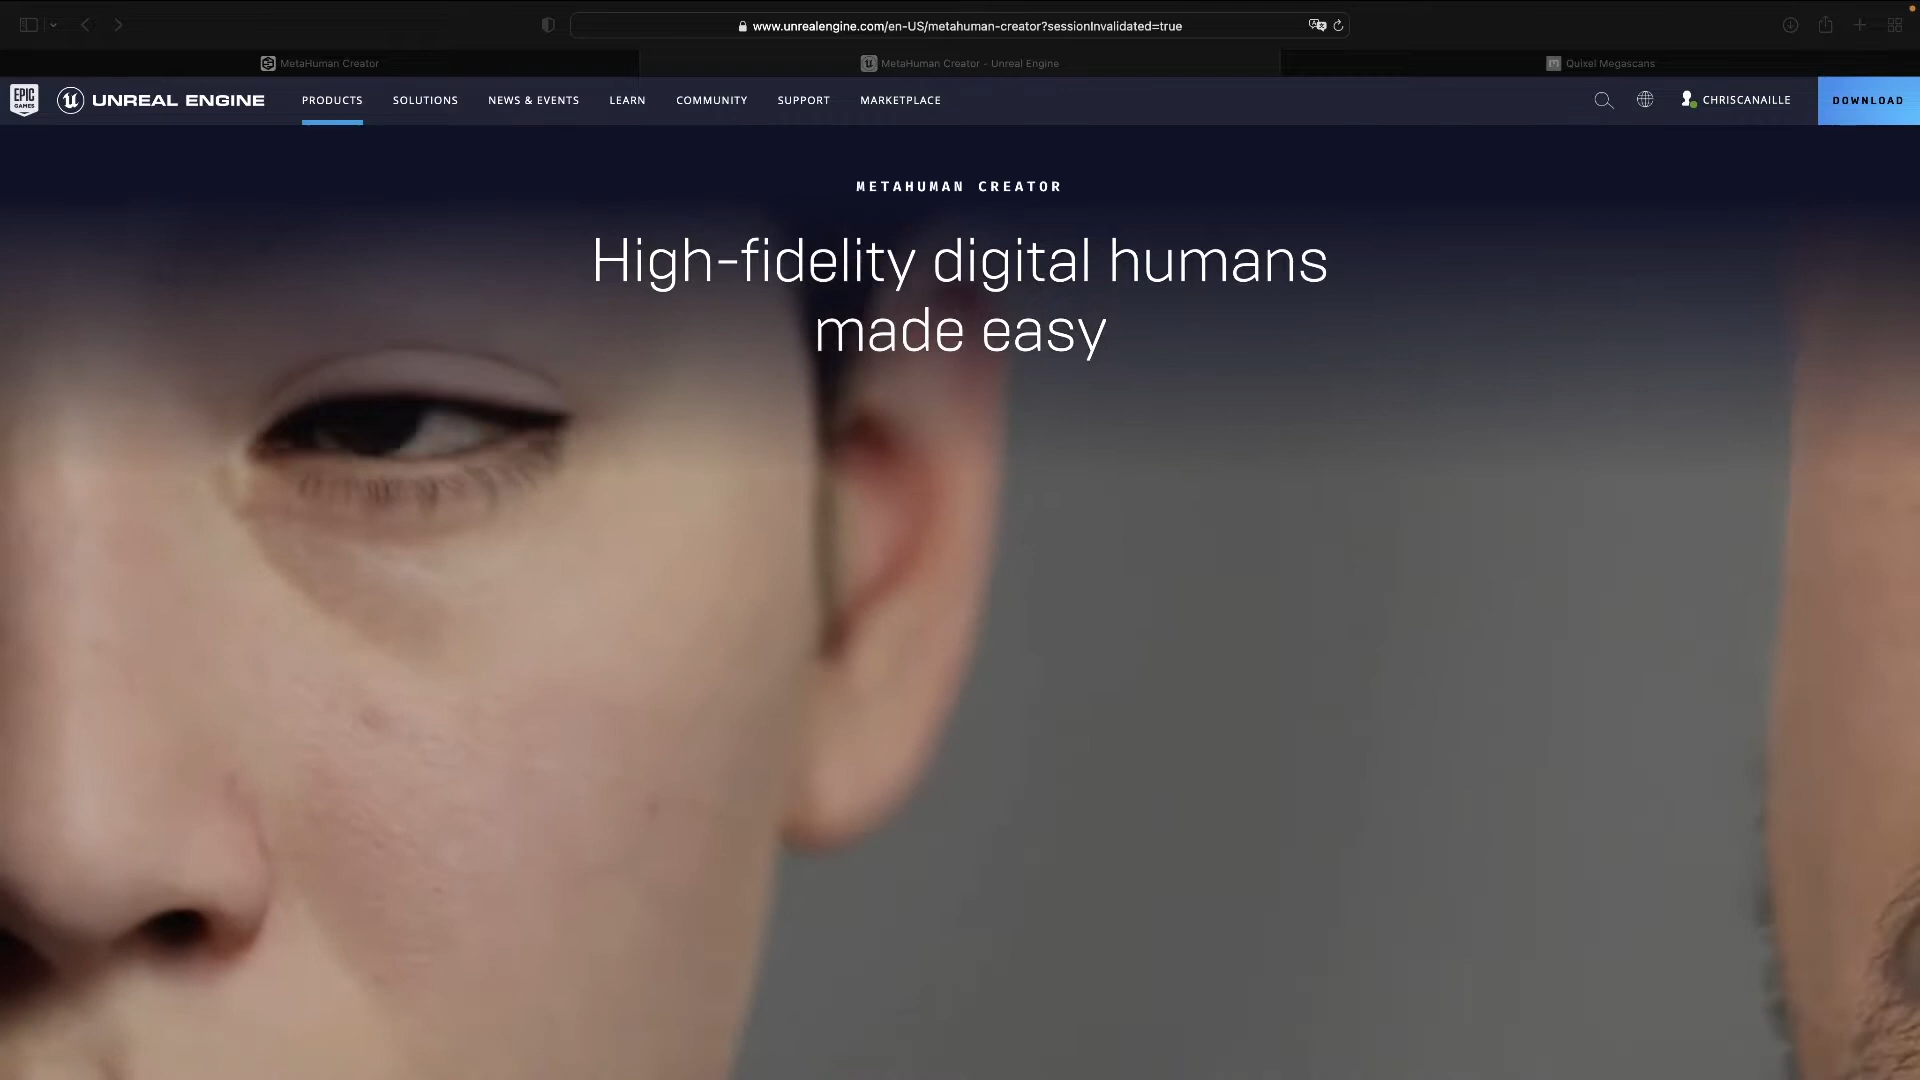 www.unrealengine.com/en-US/metahuman-creator?sessionInvalidated=true
MetaHuman Creator
MetaHuman Creator - Unreal Engine
Quixel Megascans
EPIC GAMES
UNREAL ENGINE
PRODUCTS
SOLUTIONS
NEWS & EVENTS
LEARN
COMMUNITY
SUPPORT
MARKETPLACE
CHRISCANAILLE
DOWNLOAD
METAHUMAN CREATOR
High-fidelity digital humans
made easy